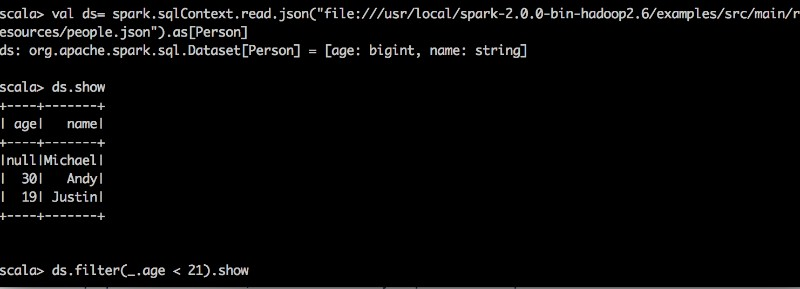 scala> val ds= spark.sqlContext.read.json("file:///usr/local/spark-2.0.0-bin-hadoop2.6/examples/src/main/r
esources/people.json").as[Person]
ds: org.apache.spark.sql.Dataset[Person] = [age: bigint, name: string]
scala> ds.show
+----+-------+
| age|   name|
+----+-------+
|null|Michael|
|  30|   Andy|
|  19| Justin|
+----+-------+
scala> ds.filter(_.age < 21).show